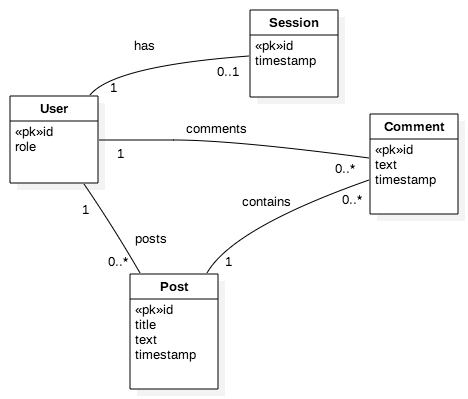 Session
«pk»id
timestamp
has
0..1
1
User
«pk»id
role
comments
1
0..*
Comment
«pk»id
text
timestamp
0..*
contains
1
1
posts
0..*
Post
«pk»id
title
text
timestamp